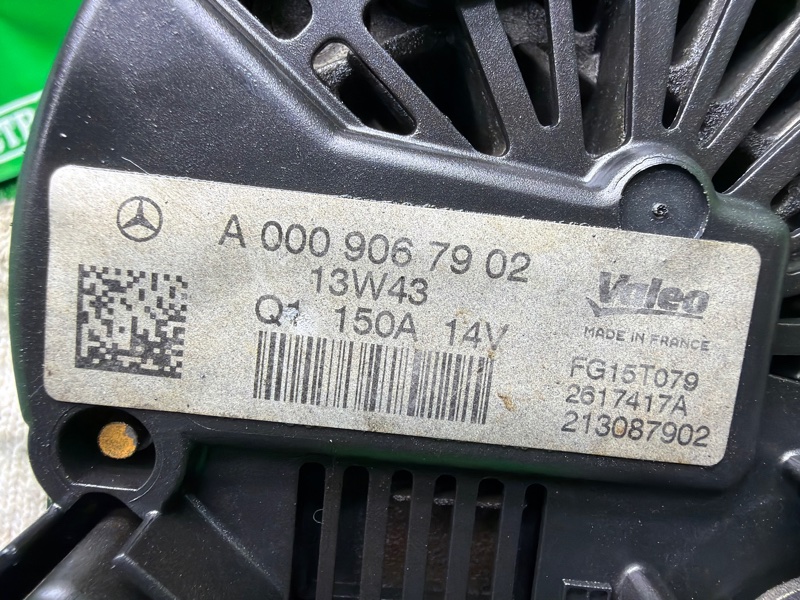 A 000 906 79 02
13W43
Q1 150A 14V
Valeo
MADE IN FRANCE
FG15T079
2617417A
213087902